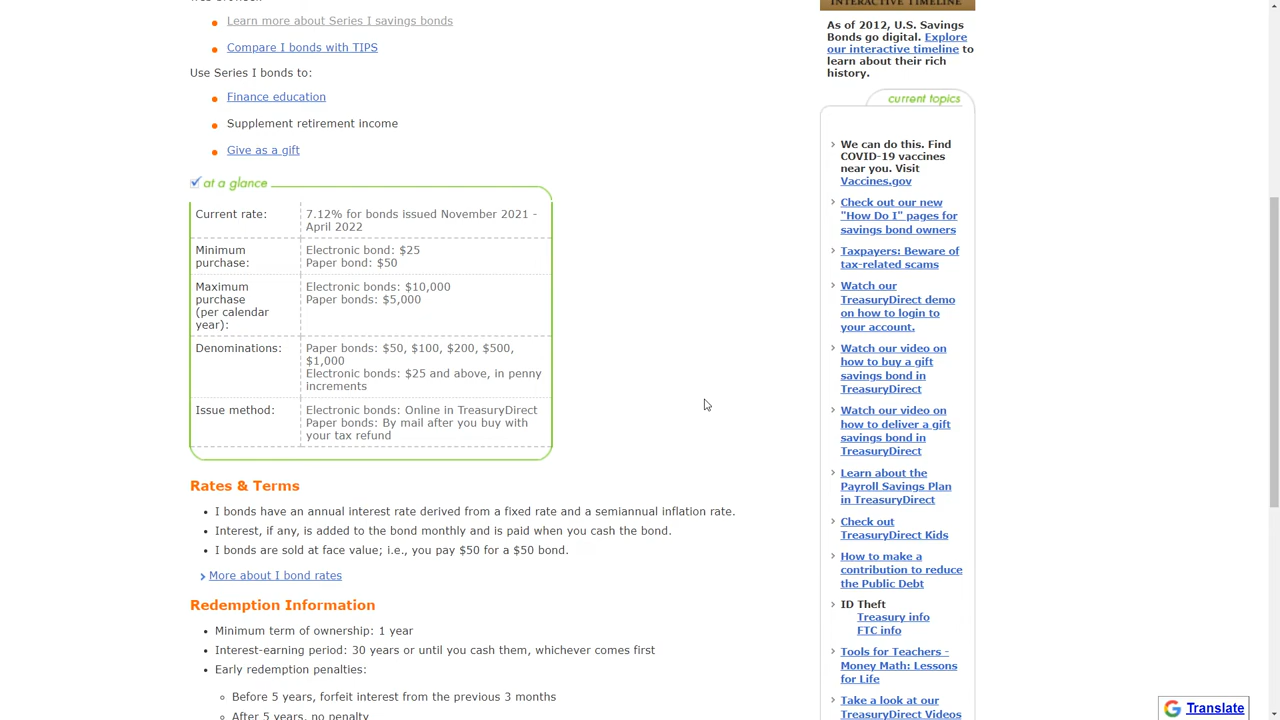 Learn more about Series I savings bonds
Compare I bonds with TIPS
Use Series I bonds to:
Finance education
Supplement retirement income
Give as a gift
at a glance
Current rate:
7.12% for bonds issued November 2021 -
April 2022
Minimum
purchase:
Electronic bond: $25
Paper bond: $50
Maximum
purchase
(per calendar
year):
Electronic bonds: $10,000
Paper bonds: $5,000
Denominations:
Paper bonds: $50, $100, $200, $500,
$1,000
Electronic bonds: $25 and above, in penny
increments
Issue method:
Electronic bonds: Online in TreasuryDirect
Paper bonds: By mail after you buy with
your tax refund
Rates & Terms
I bonds have an annual interest rate derived from a fixed rate and a semiannual inflation rate.
Interest, if any, is added to the bond monthly and is paid when you cash the bond.
I bonds are sold at face value; i.e., you pay $50 for a $50 bond.
More about I bond rates
Redemption Information
Minimum term of ownership: 1 year
Interest-earning period: 30 years or until you cash them, whichever comes first
Early redemption penalties:
Before 5 years, forfeit interest from the previous 3 months
After 5 years, no penalty
INTERACTIVE TIMELINE
As of 2012, U.S. Savings
Bonds go digital. Explore
our interactive timeline to
learn about their rich
history.
current topics
We can do this. Find
COVID-19 vaccines
near you. Visit
Vaccines.gov
Check out our new
"How Do I" pages for
savings bond owners
Taxpayers: Beware of
tax-related scams
Watch our
TreasuryDirect demo
on how to login to
your account.
Watch our video on
how to buy a gift
savings bond in
TreasuryDirect
Watch our video on
how to deliver a gift
savings bond in
TreasuryDirect
Learn about the
Payroll Savings Plan
in TreasuryDirect
Check out
TreasuryDirect Kids
How to make a
contribution to reduce
the Public Debt
ID Theft
Treasury info
FTC info
Tools for Teachers -
Money Math: Lessons
for Life
Take a look at our
TreasuryDirect Videos
Translate